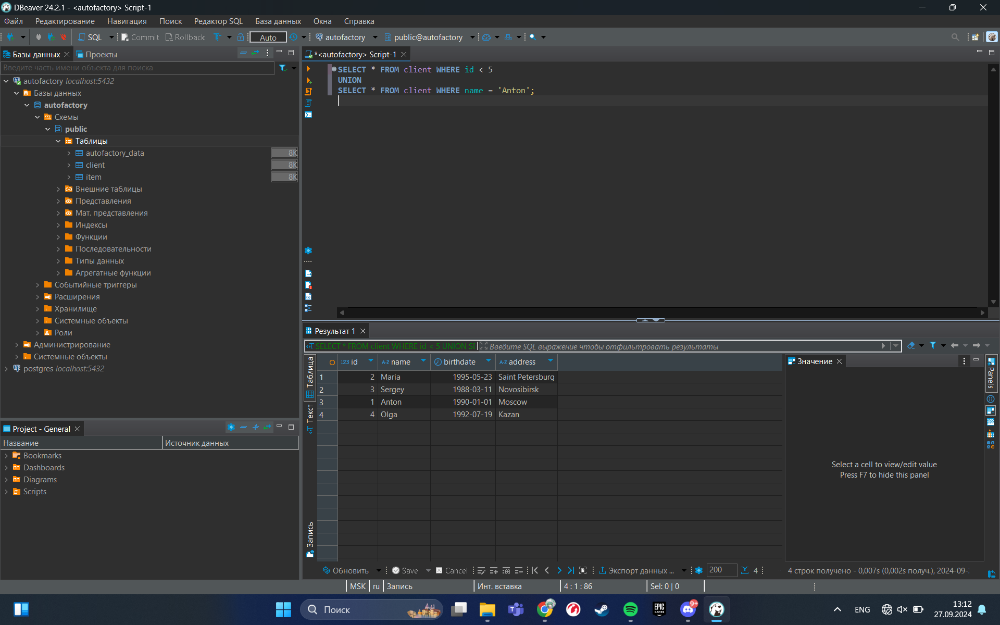 DBeaver 24.2.1 - <autofactory> Script-1
Файл Редактирование Навигация Поиск Редактор SQL База данных Окна Справка
SQL Commit Rollback Auto autofactory public@autofactory
Базы данных Проекты
Введите часть имени объекта для поиска
autofactory localhost:5432
Базы данных
autofactory
Схемы
public
Таблицы
autofactory_data 8K
client 8K
item 8K
Внешние таблицы
Представления
Мат. представления
Индексы
Функции
Последовательности
Типы данных
Агрегатные функции
Событийные триггеры
Расширения
Хранилище
Системные объекты
Роли
Администрирование
Системные объекты
postgres localhost:5432
Project - General
Название Источник данных
Bookmarks
Dashboards
Diagrams
Scripts
*<autofactory> Script-1
SELECT * FROM client WHERE id < 5
UNION
SELECT * FROM client WHERE name = 'Anton';
Результат 1
SELECT * FROM client WHERE id < 5 UNION SI Введите SQL выражение чтобы отфильтровать результаты
Таблица
Текст
Запись
123 id A-Z name birthdate A-Z address
1 2 Maria 1995-05-23 Saint Petersburg
2 3 Sergey 1988-03-11 Novosibirsk
3 1 Anton 1990-01-01 Moscow
4 4 Olga 1992-07-19 Kazan
Значение
Select a cell to view/edit value
Press F7 to hide this panel
Panels
Обновить Save Cancel Экспорт данных ... 200 4 4 строк получено - 0,007s (0,002s получ.), 2024-09-
MSK ru Запись Инт. вставка 4 : 1 : 86 Sel: 0 | 0
Поиск EPIC GAMES 9+ ENG 13:12
27.09.2024